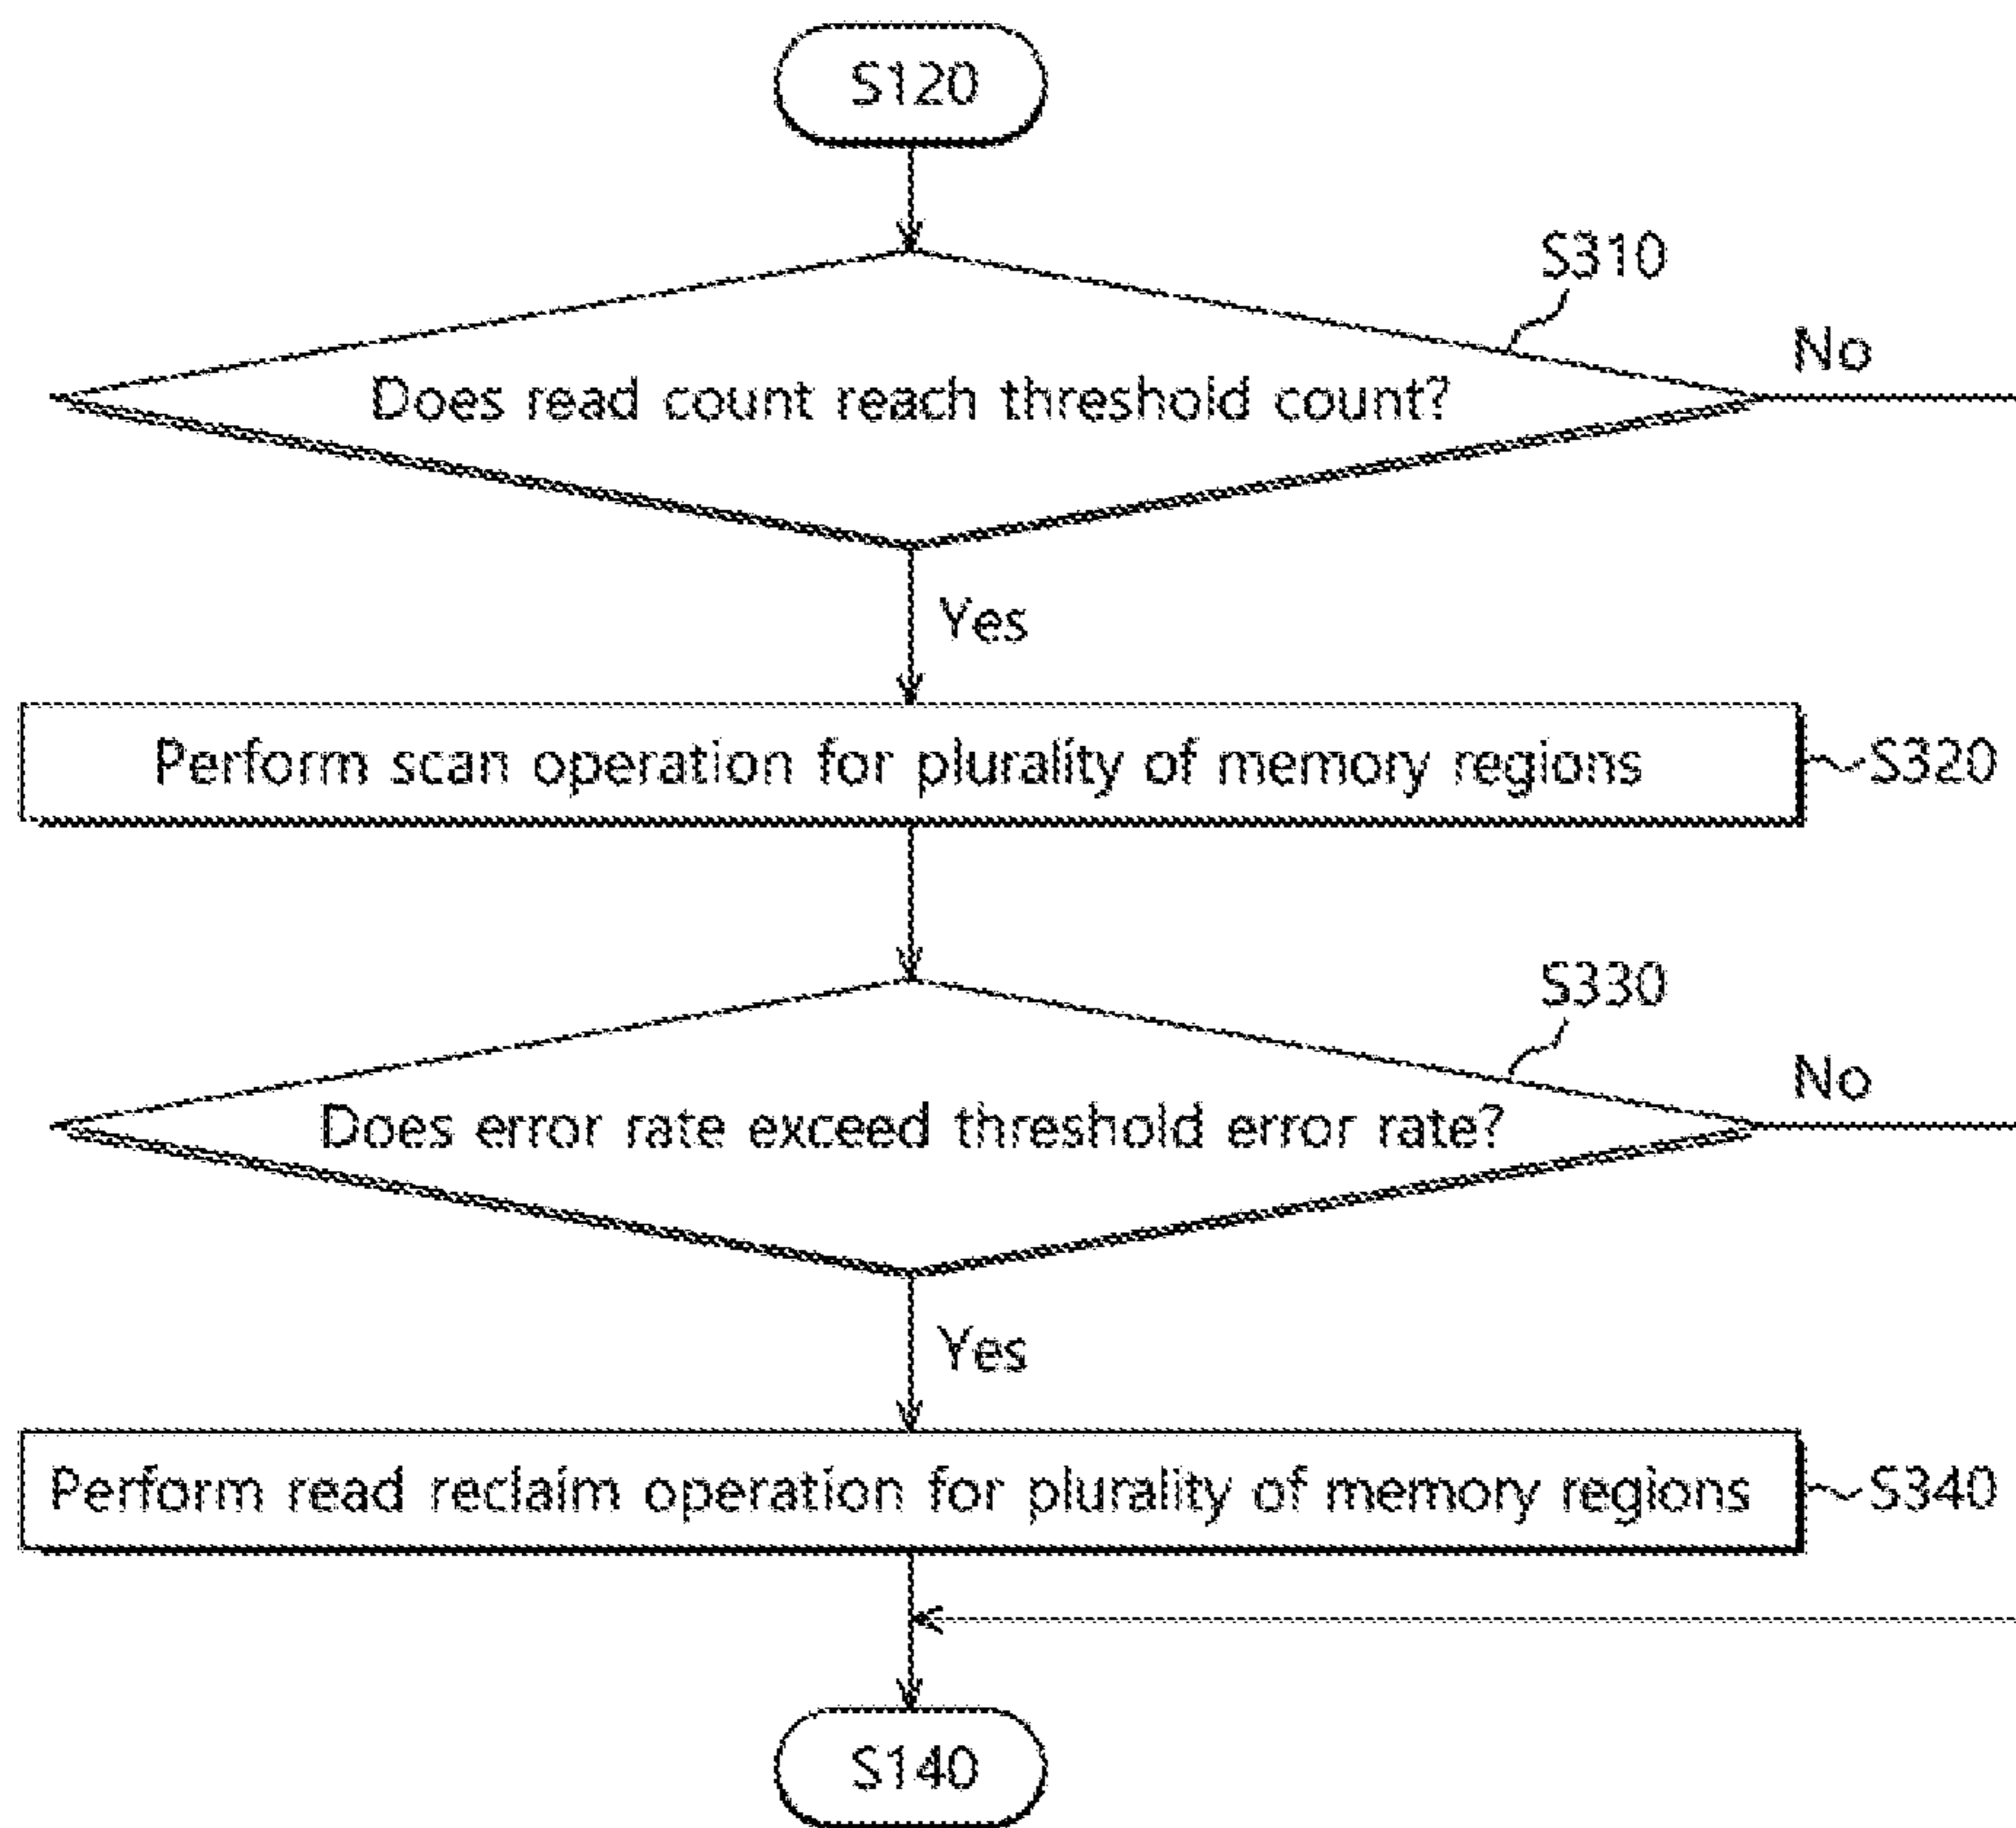 S120
S310
Does read count reach threshold count?
No
Yes
Perform scan operation for plurality of memory regions
S320
S330
Does error rate exceed threshold error rate?
No
Yes
Perform read reclaim operation for plurality of memory regions
S340
S140